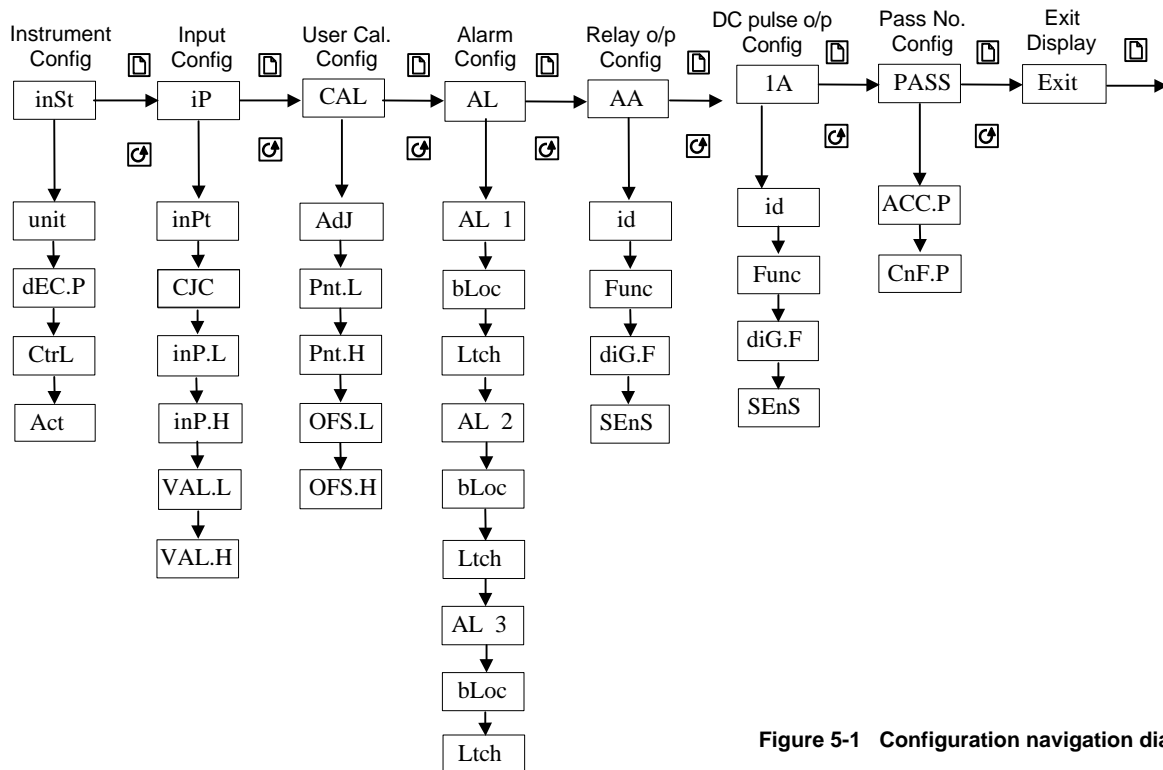 Instrument
Config
Input
Config
User Cal.
Config
Alarm
Config
Relay o/p
Config
DC pulse o/p
Config
Pass No.
Config
Exit
Display
inSt
iP
CAL
AL
AA
1A
PASS
Exit
unit
dEC.P
CtrL
Act
inPt
CJC
inP.L
inP.H
VAL.L
VAL.H
AdJ
Pnt.L
Pnt.H
OFS.L
OFS.H
AL 1
bLoc
Ltch
AL 2
bLoc
Ltch
AL 3
bLoc
Ltch
id
Func
diG.F
SEnS
id
Func
diG.F
SEnS
ACC.P
CnF.P
Figure 5-1 Configuration navigation dia